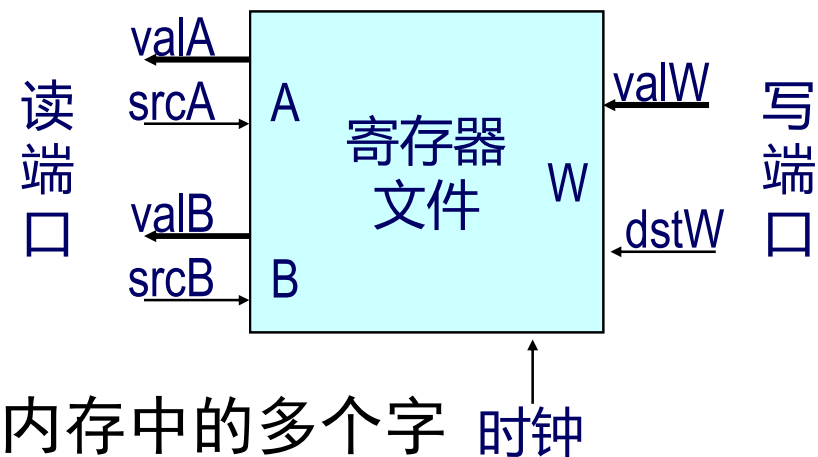 读端口
valA
srcA
valB
srcB
A
B
寄存器
文件
W
valW
dstW
写端口
内存中的多个字
时钟